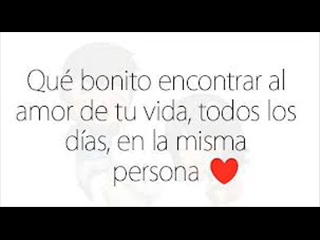 Qué bonito encontrar al
amor de tu vida, todos los
días, en la misma
persona ❤